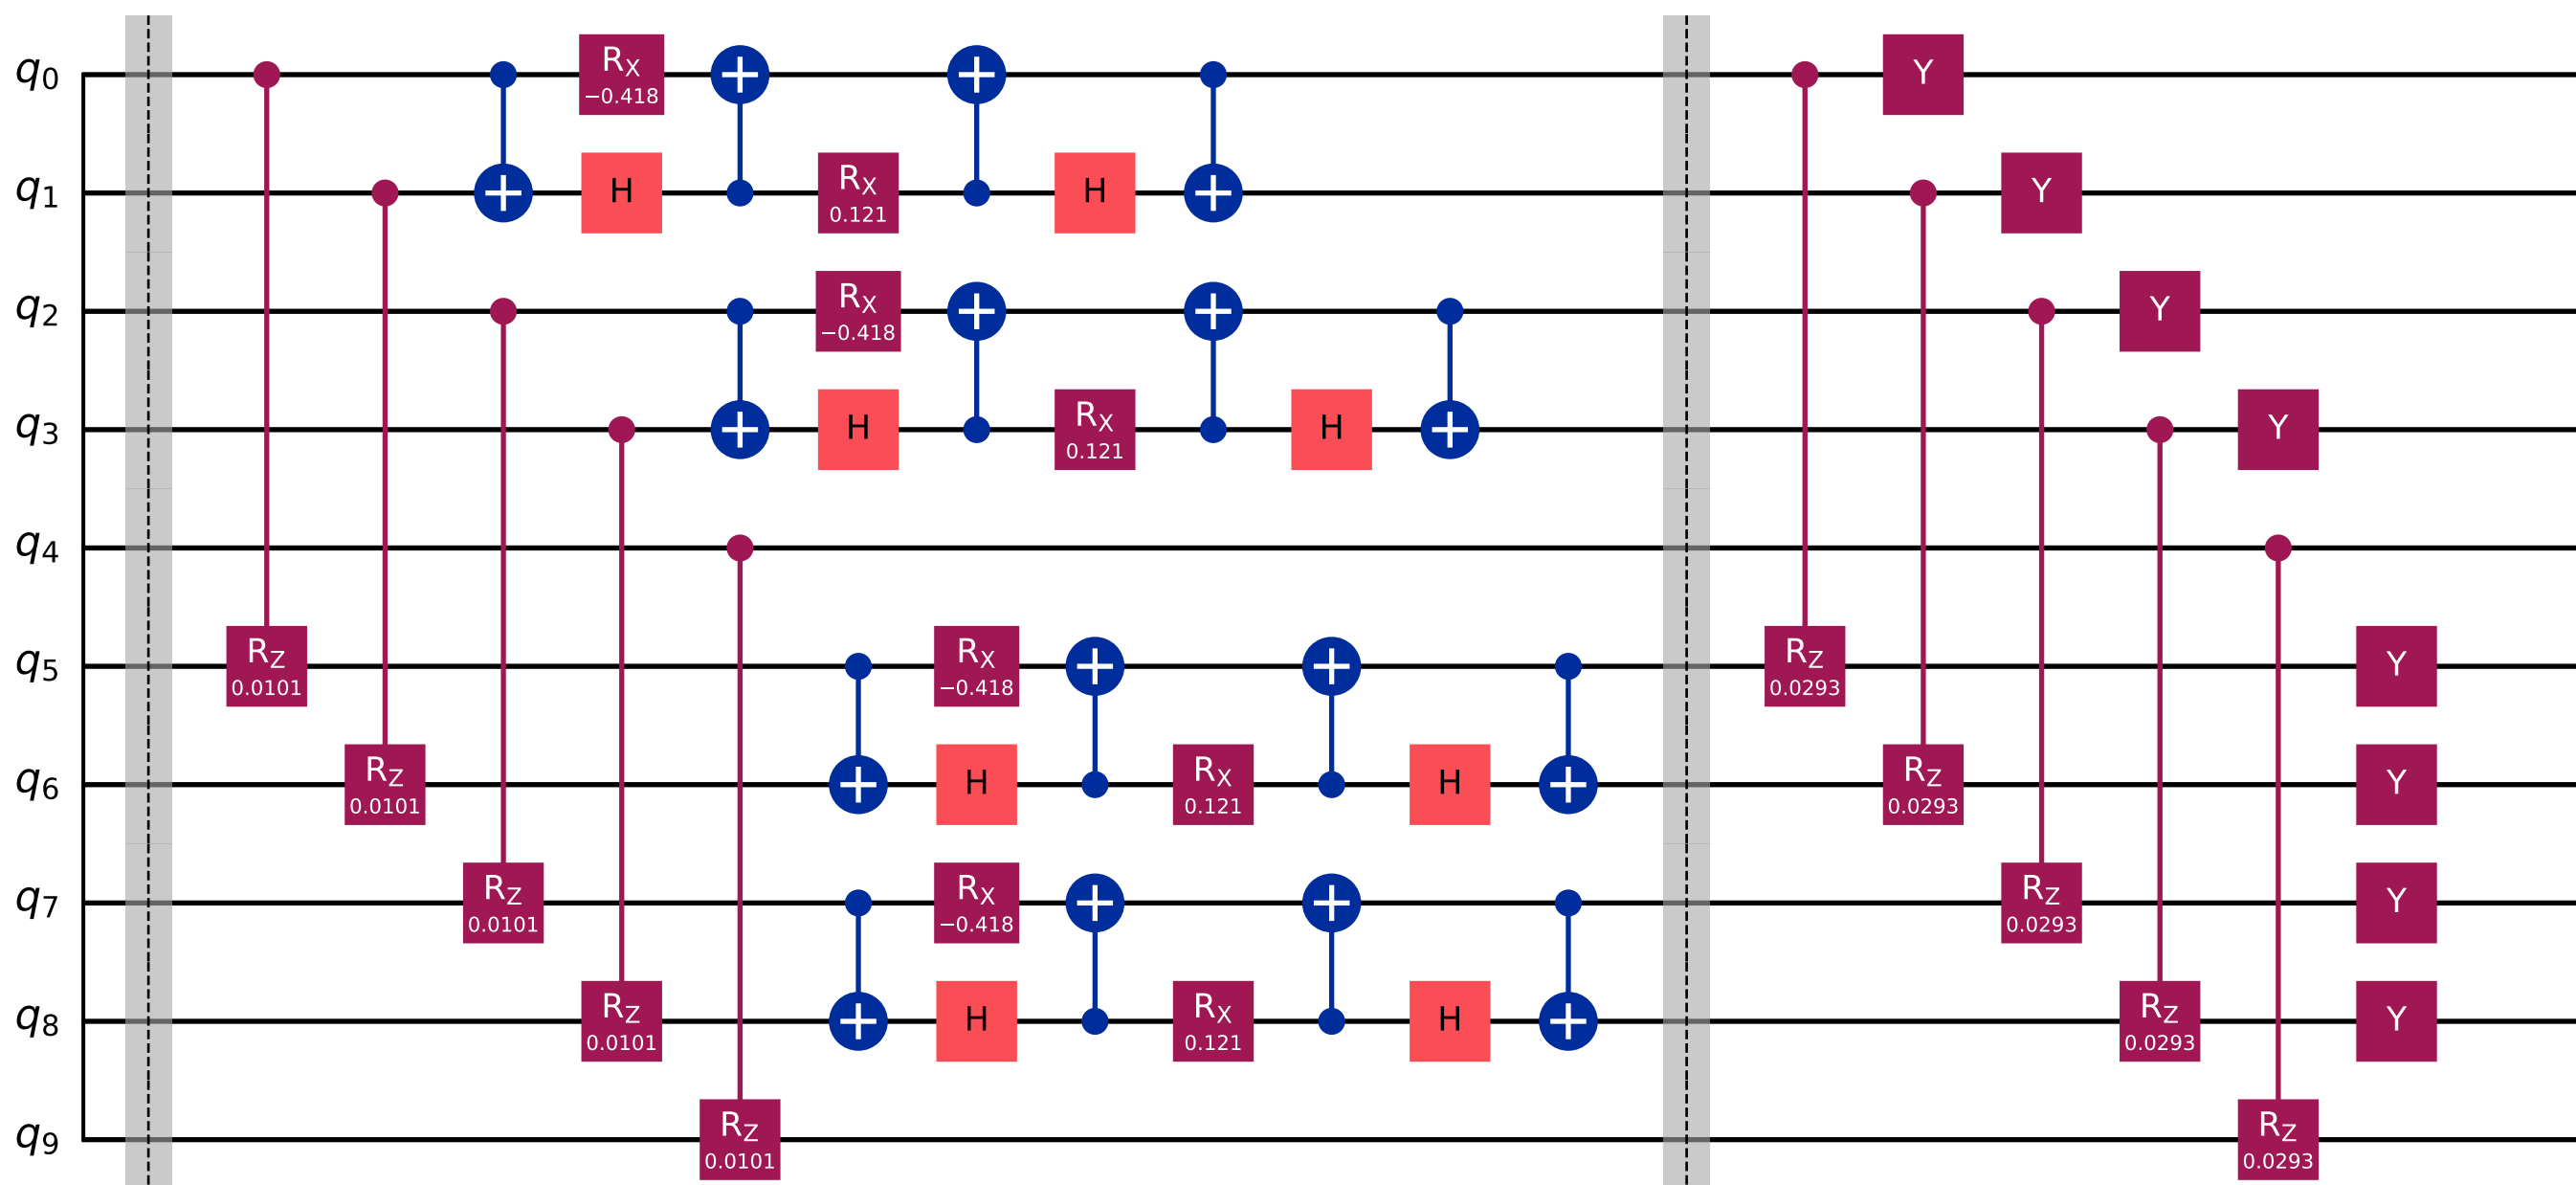 q0 RX −0.418 Y
q1 H RX 0.121 H Y
q2 RX −0.418 Y
q3 H RX 0.121 H Y
q4
q5 RZ 0.0101 RX −0.418 RZ 0.0293 Y
q6 RZ 0.0101 H RX 0.121 H RZ 0.0293 Y
q7 RZ 0.0101 RX −0.418 RZ 0.0293 Y
q8 RZ 0.0101 H RX 0.121 H RZ 0.0293 Y
q9 RZ 0.0101 RZ 0.0293